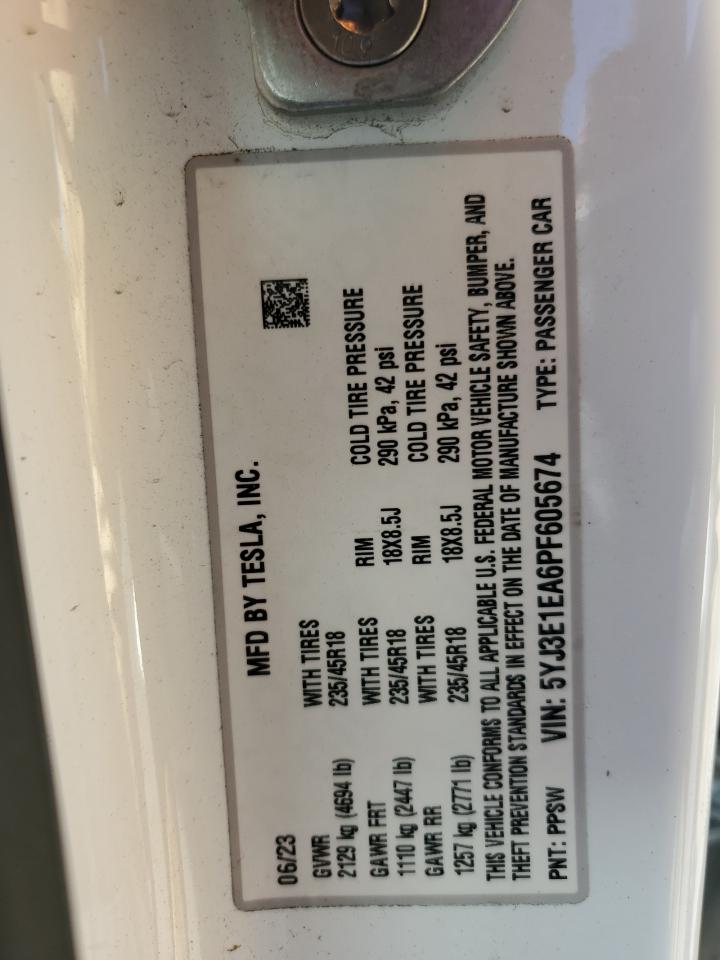 06/23 MFD BY TESLA, INC.
GVWR WITH TIRES
2129 kg (4694 lb) 235/45R18
GAWR FRT WITH TIRES RIM COLD TIRE PRESSURE
1110 kg (2447 lb) 235/45R18 18X8.5J 290 kPa, 42 psi
GAWR RR WITH TIRES RIM COLD TIRE PRESSURE
1257 kg (2771 lb) 235/45R18 18X8.5J 290 kPa, 42 psi
THIS VEHICLE CONFORMS TO ALL APPLICABLE U.S. FEDERAL MOTOR VEHICLE SAFETY, BUMPER, AND
THEFT PREVENTION STANDARDS IN EFFECT ON THE DATE OF MANUFACTURE SHOWN ABOVE.
PNT: PPSW VIN: 5YJ3E1EA6PF605674 TYPE: PASSENGER CAR